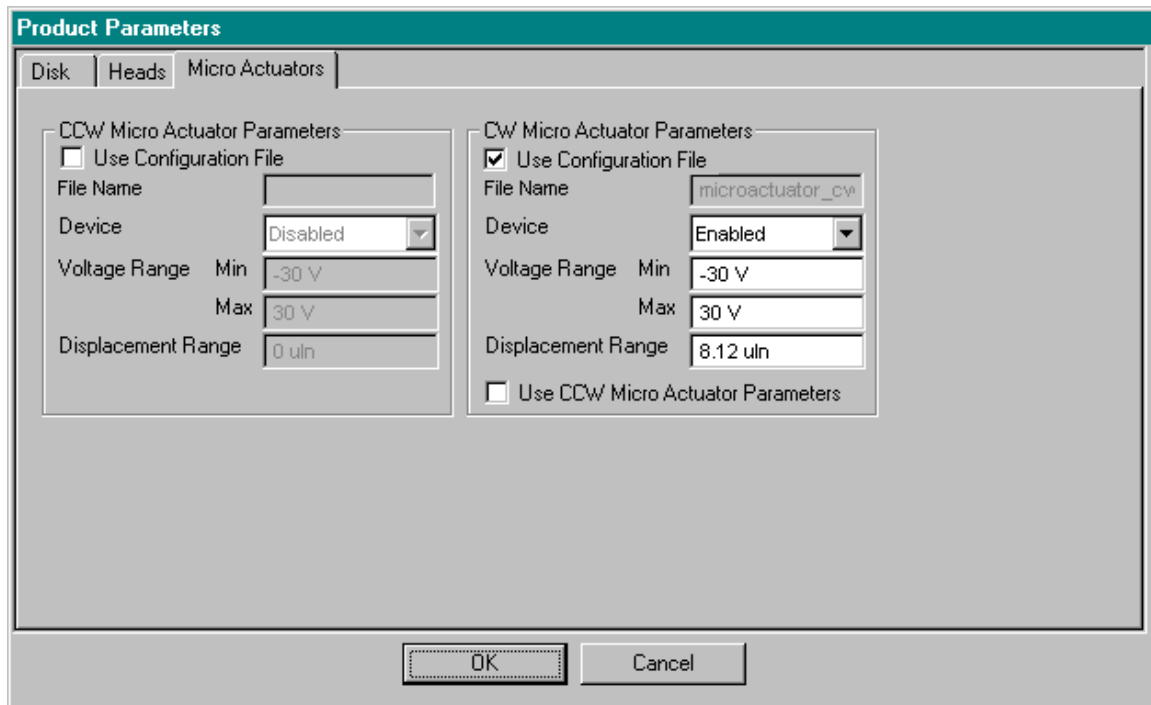 Product Parameters
Disk Heads Micro Actuators
CCW Micro Actuator Parameters
Use Configuration File
File Name
Device Disabled
Voltage Range Min -30 V
Max 30 V
Displacement Range 0 uIn
CW Micro Actuator Parameters
Use Configuration File
File Name microactuator_cw
Device Enabled
Voltage Range Min -30 V
Max 30 V
Displacement Range 8.12 uIn
Use CCW Micro Actuator Parameters
OK Cancel